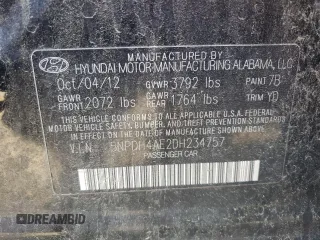 MANUFACTURED BY
HYUNDAI MOTOR MANUFACTURING ALABAMA, LLC
Oct/04/12 GVWR 3792 lbs PAINT 7B
GAWR FRONT 2072 lbs GAWR REAR 1764 lbs TRIM YD
THIS VEHICLE CONFORMS TO ALL APPLICABLE U.S.A. FEDERAL
MOTOR VEHICLE SAFETY, BUMPER, AND THEFT PREVENTION
STANDARDS IN EFFECT ON THE DATE OF MANUFACTURE
SHOWN ABOVE.
V.I.N. : 5NPDH4AE2DH234757
PASSENGER CAR
DREAMBID